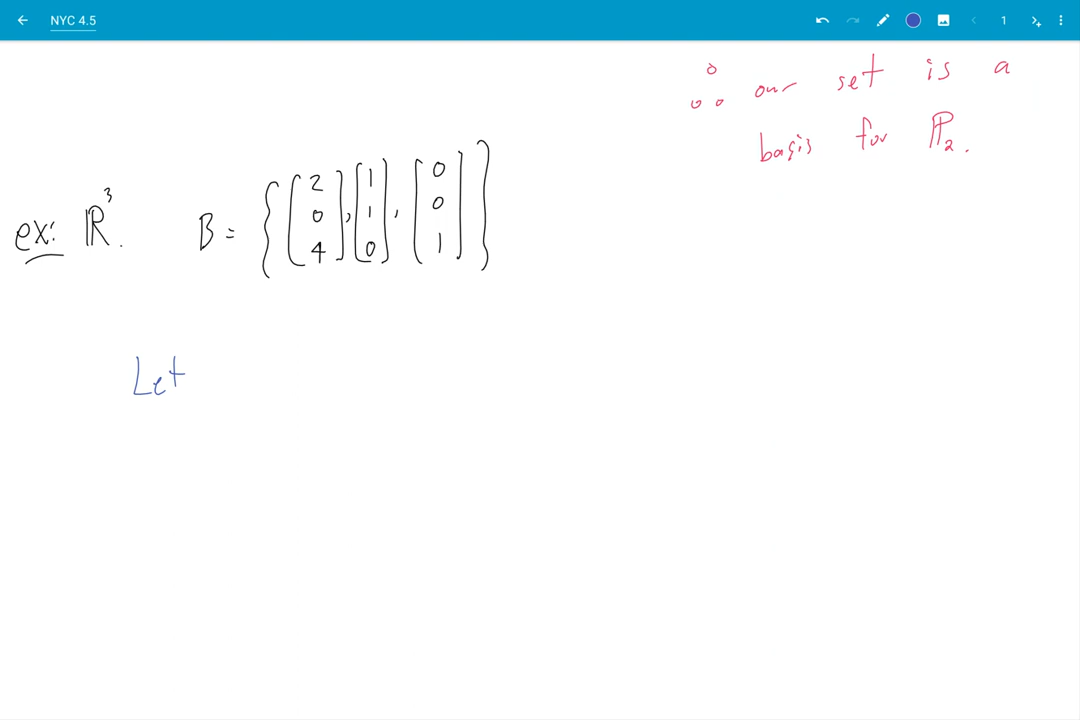 NYC 4.5
1
∴ our set is a
basis for ℙ₂.
ex: ℝ³. B = { [2 0 4], [1 1 0], [0 0 1] }
Let